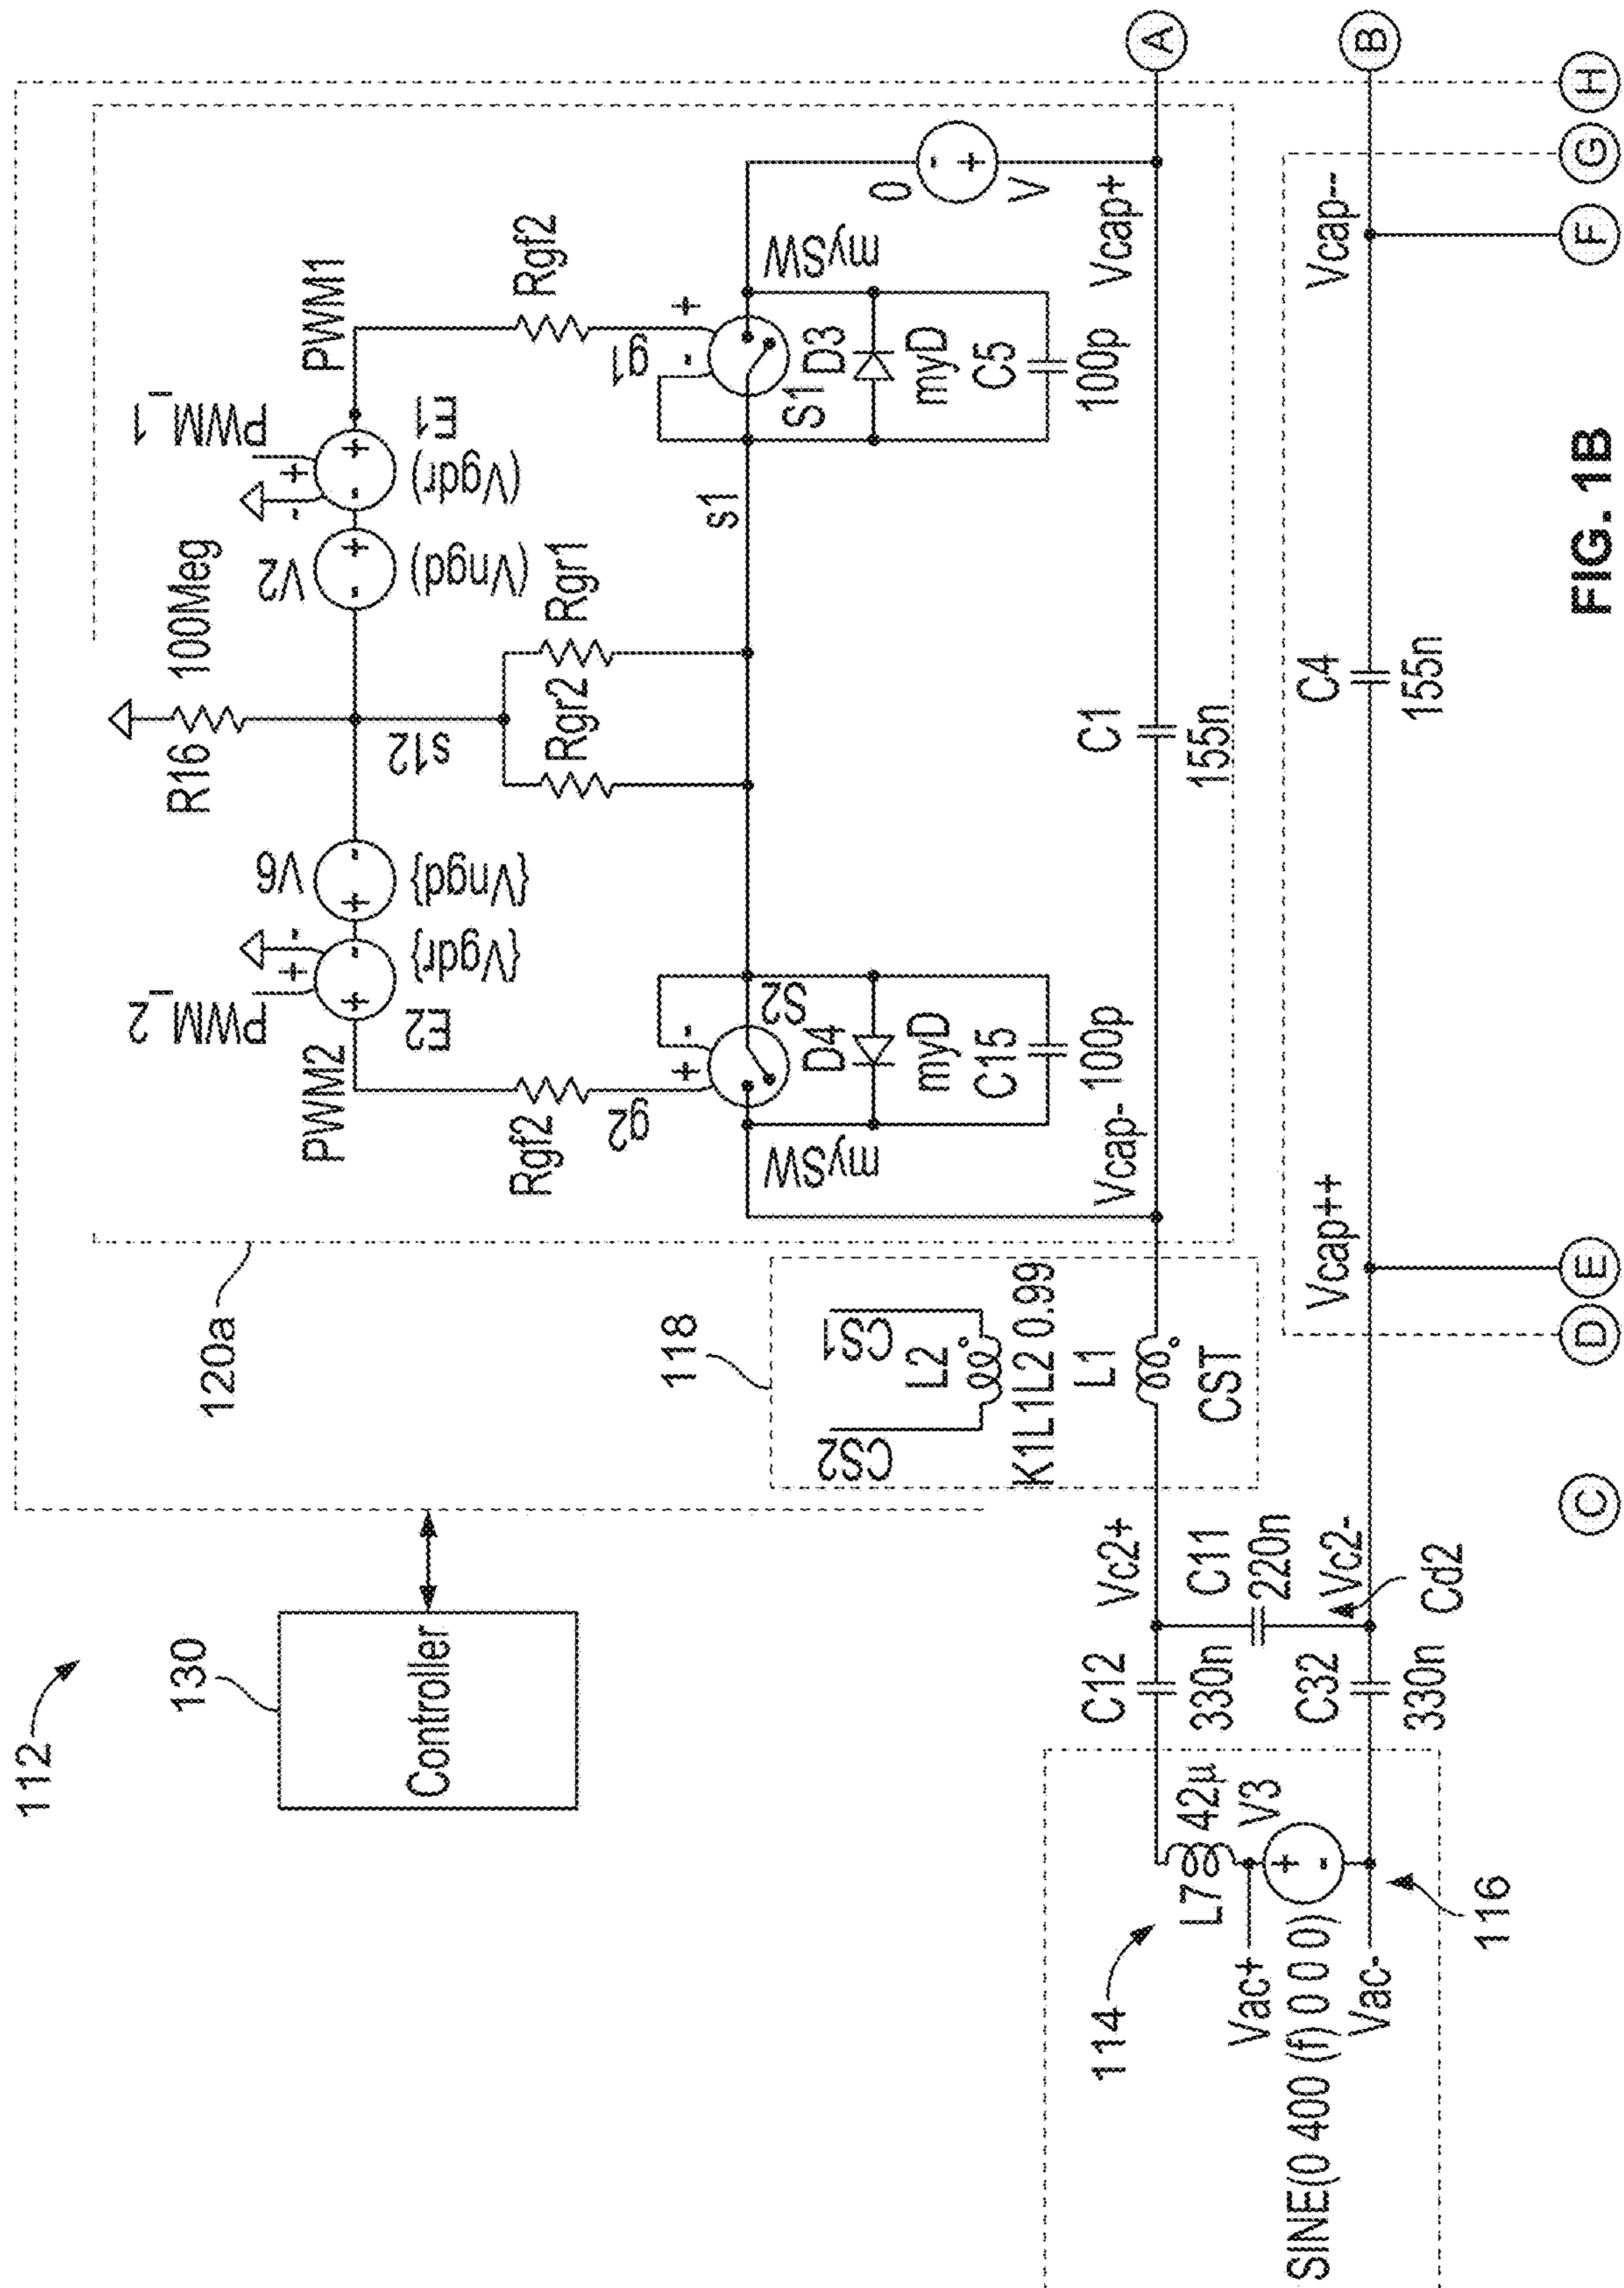 112
130
Controller
120a
R16
100Meg
PWM_2
E2
{Vgdr}
V6
{Vngd}
s12
V2
(Vngd)
PWM_1
E1
(Vgdr)
PWM2
PWM1
Rgf2
g2
Rgr2
Rgr1
Rgf2
g1
+
-
+
-
mySW
S2
D4
myD
C15
100p
s1
mySW
S1
D3
myD
C5
100p
0
V
118
CS2
CS1
L2
K1L1L2 0.99
L1
CST
Vcap-
C1
155n
Vcap+
A
114
L7
42µ
Vac+
V3
SINE(0 400 (f) 0 0 0)
Vac-
116
C12
330n
Vc2+
C11
220n
C32
330n
Vc2-
Cd2
Vcap++
C4
155n
Vcap--
B
C
D
E
F
G
H
FIG. 1B